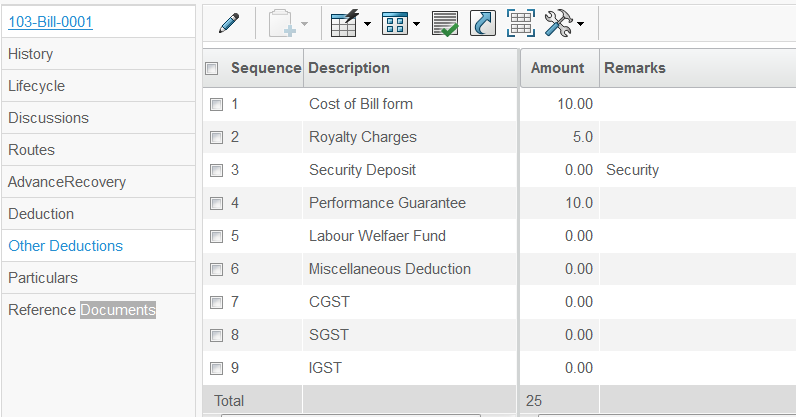 103-Bill-0001
History
Lifecycle
Discussions
Routes
AdvanceRecovery
Deduction
Other Deductions
Particulars
Reference Documents
Sequence Description Amount Remarks
1 Cost of Bill form 10.00
2 Royalty Charges 5.0
3 Security Deposit 0.00 Security
4 Performance Guarantee 10.0
5 Labour Welfaer Fund 0.00
6 Miscellaneous Deduction 0.00
7 CGST 0.00
8 SGST 0.00
9 IGST 0.00
Total 25